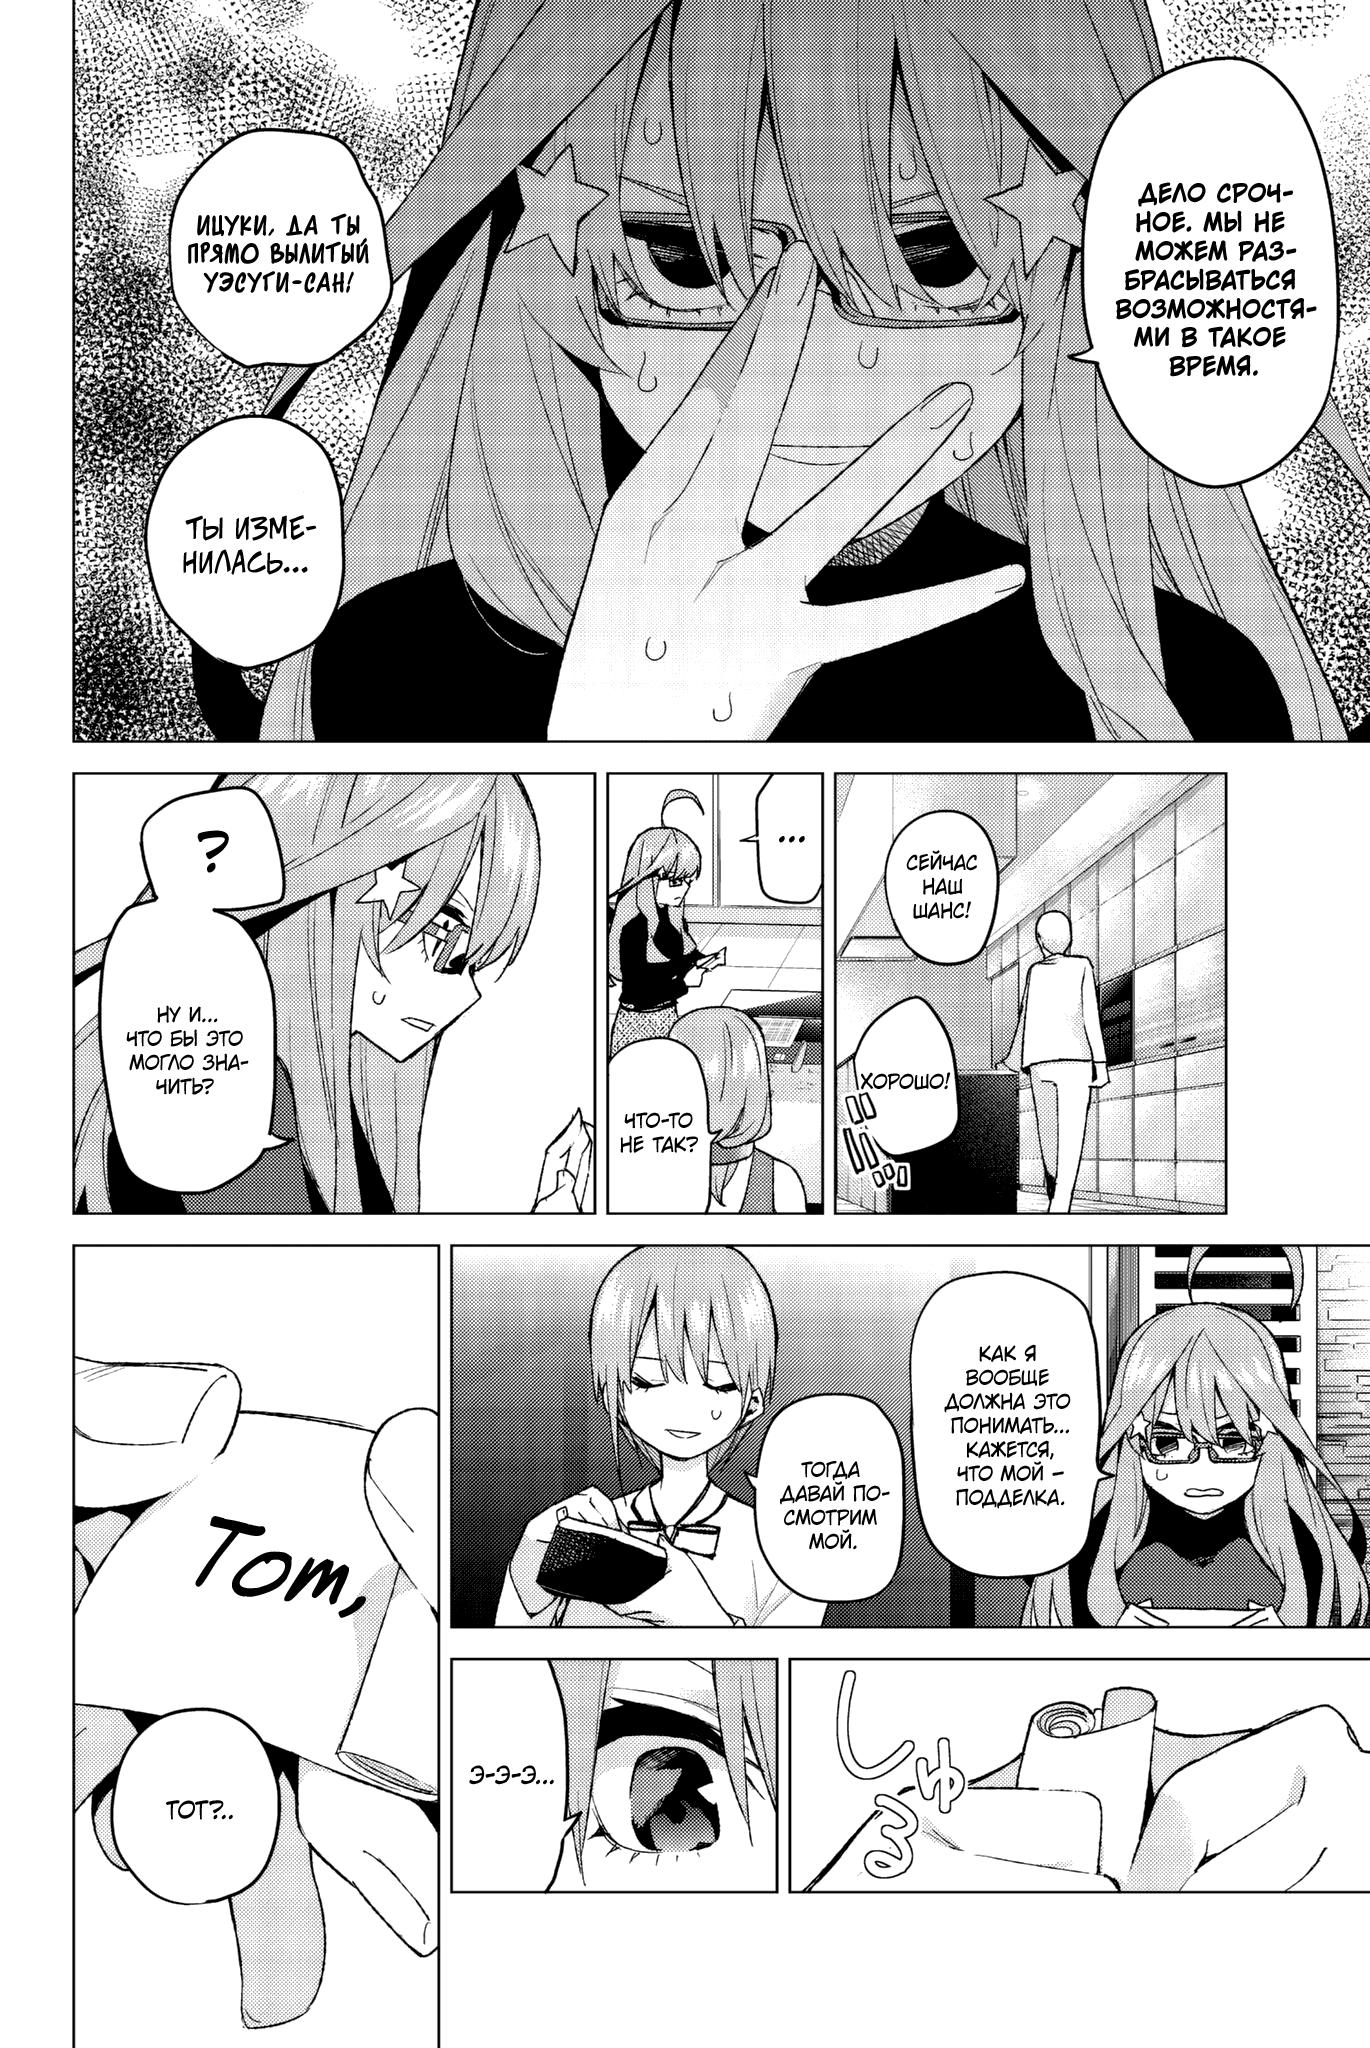 ДЕЛО СРОЧ-
НОЕ. МЫ НЕ
МОЖЕМ РАЗ-
БРАСЫВАТЬСЯ
ВОЗМОЖНОСТЯ-
МИ В ТАКОЕ
ВРЕМЯ.
ИЦУКИ, ДА ТЫ
ПРЯМО ВЫЛИТЫЙ
УЭСУГИ-САН!
ТЫ ИЗМЕ-
НИЛАСЬ...
СЕЙЧАС
НАШ
ШАНС!
ХОРОШО!
...
ЧТО-ТО
НЕ ТАК?
?
НУ И...
ЧТО БЫ ЭТО
МОГЛО ЗНА-
ЧИТЬ?
КАК Я
ВООБЩЕ
ДОЛЖНА ЭТО
ПОНИМАТЬ...
КАЖЕТСЯ,
ЧТО МОЙ –
ПОДДЕЛКА.
ТОГДА
ДАВАЙ ПО-
СМОТРИМ
МОЙ.
しゅる
Э-Э-Э...
Тот,
ТОТ?..